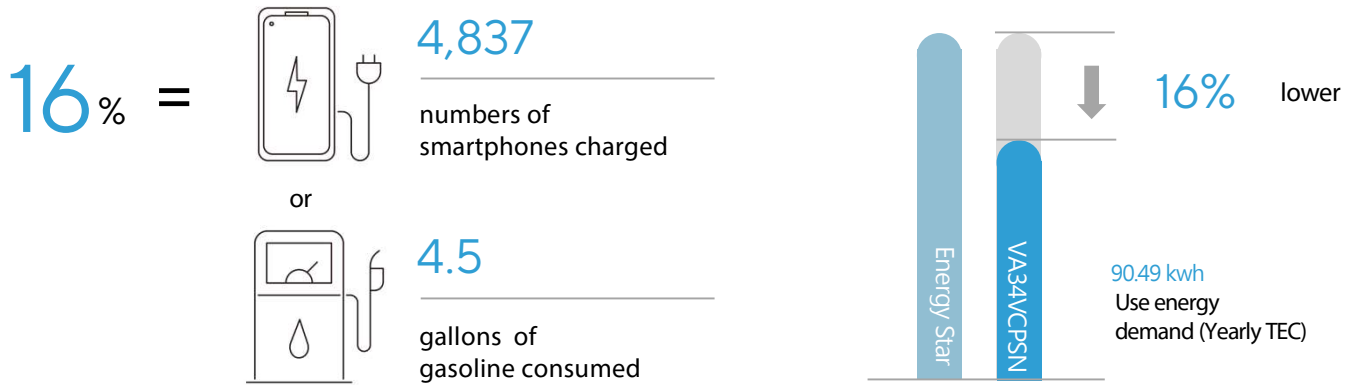 16% =
4,837
numbers of
smartphones charged
or
4.5
gallons of
gasoline consumed
Energy Star
VA34VCPSN
16% lower
90.49 kwh
Use energy
demand (Yearly TEC)